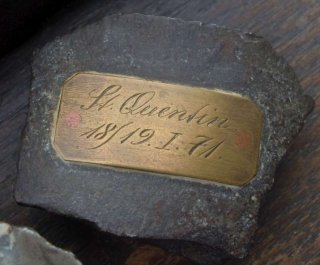 St. Quentin
18/19. I. 71.